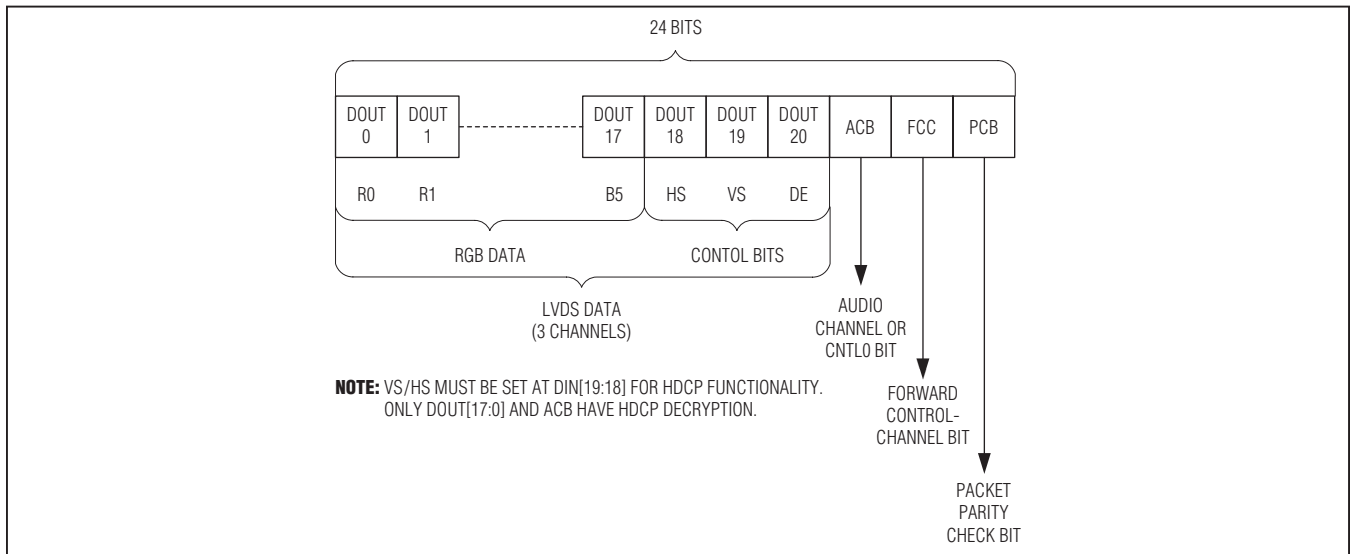 24 BITS
DOUT 0
DOUT 1
DOUT 17
DOUT 18
DOUT 19
DOUT 20
ACB
FCC
PCB
R0
R1
B5
HS
VS
DE
RGB DATA
CONTOL BITS
LVDS DATA
(3 CHANNELS)
AUDIO
CHANNEL OR
CNTL0 BIT
NOTE: VS/HS MUST BE SET AT DIN[19:18] FOR HDCP FUNCTIONALITY.
ONLY DOUT[17:0] AND ACB HAVE HDCP DECRYPTION.
FORWARD
CONTROL-
CHANNEL BIT
PACKET
PARITY
CHECK BIT